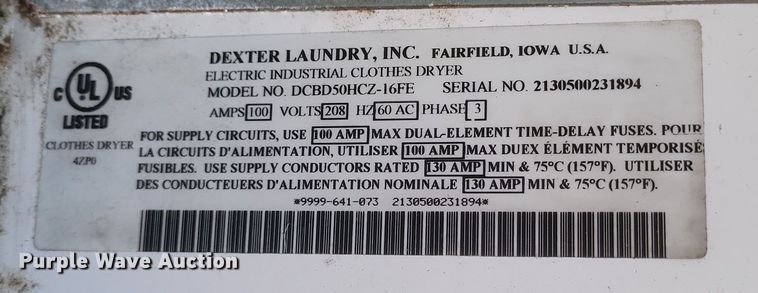 DEXTER LAUNDRY, INC. FAIRFIELD, IOWA U.S.A.
ELECTRIC INDUSTRIAL CLOTHES DRYER
MODEL NO. DCBD50HCZ-16FE SERIAL NO. 2130500231894
AMPS 100 VOLTS 208 HZ 60 AC PHASE 3
C UL US
LISTED
CLOTHES DRYER
4ZP0
FOR SUPPLY CIRCUITS, USE 100 AMP MAX DUAL-ELEMENT TIME-DELAY FUSES. POUR
LA CIRCUITS D'ALIMENTATION, UTILISER 100 AMP MAX DUEX ÉLÉMENT TEMPORISÉ
FUSIBLES. USE SUPPLY CONDUCTORS RATED 130 AMP MIN & 75°C (157°F). UTILISER
DES CONDUCTEURS D'ALIMENTATION NOMINALE 130 AMP MIN & 75°C (157°F).
*9999-641-073 2130500231894*
Purple Wave Auction